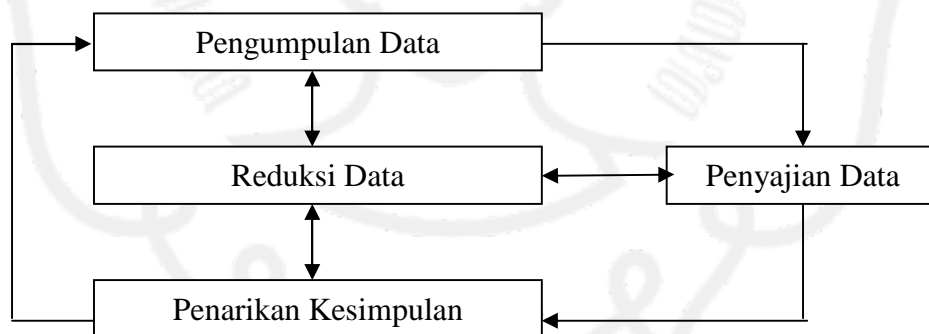 Pengumpulan Data
Reduksi Data
Penyajian Data
Penarikan Kesimpulan